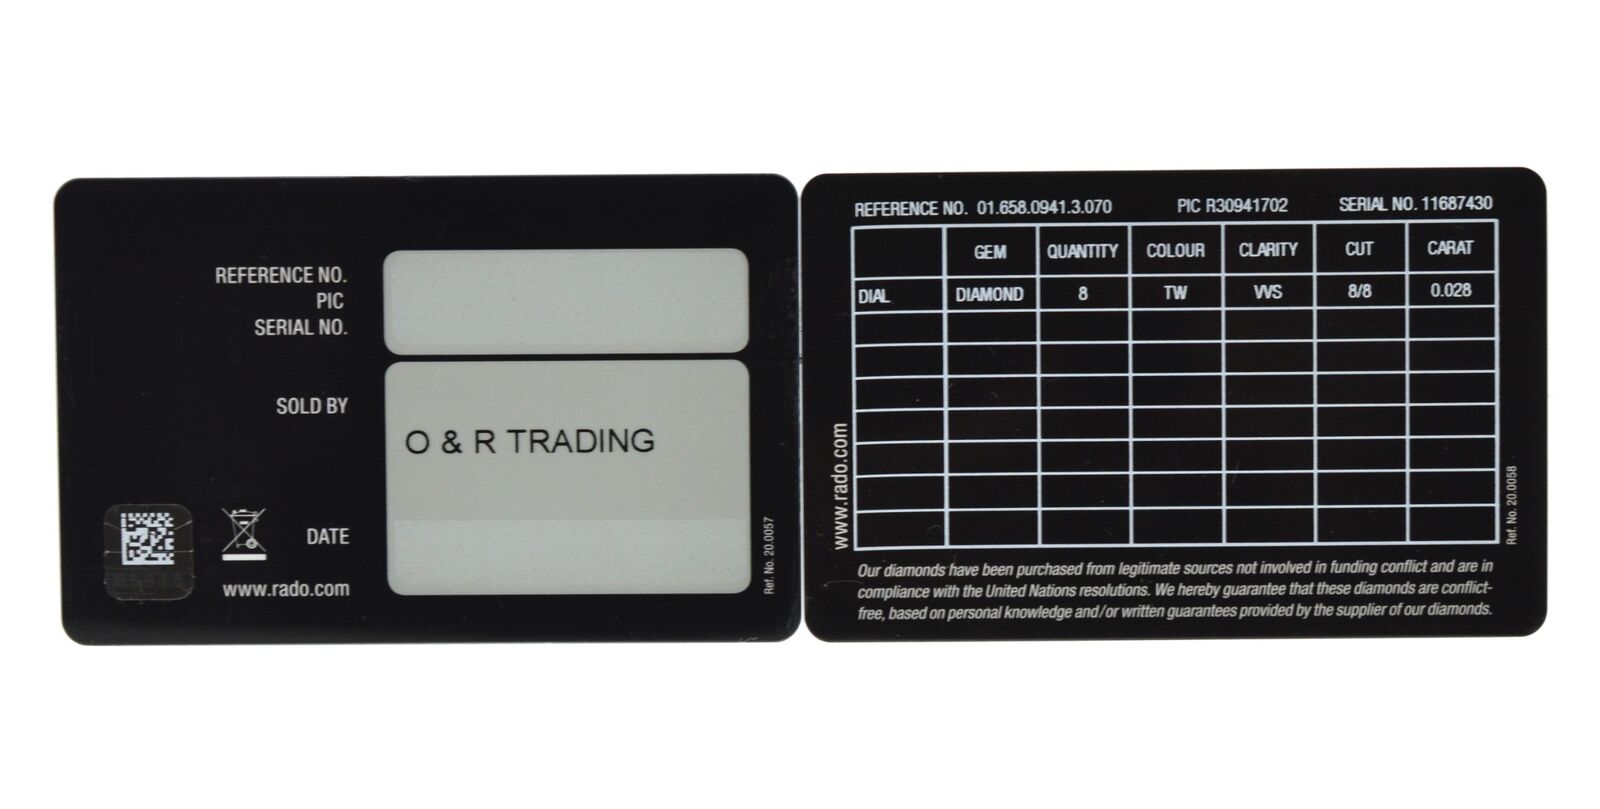 REFERENCE NO.
PIC
SERIAL NO.
SOLD BY
O & R TRADING
DATE
www.rado.com
Ref. No. 20.0057
REFERENCE NO. 01.658.0941.3.070 PIC R30941702 SERIAL NO. 11687430
GEM QUANTITY COLOUR CLARITY CUT CARAT
DIAL DIAMOND 8 TW VVS 8/8 0.028
www.rado.com
Ref. No. 20.0058
Our diamonds have been purchased from legitimate sources not involved in funding conflict and are in
compliance with the United Nations resolutions. We hereby guarantee that these diamonds are conflict-
free, based on personal knowledge and/or written guarantees provided by the supplier of our diamonds.